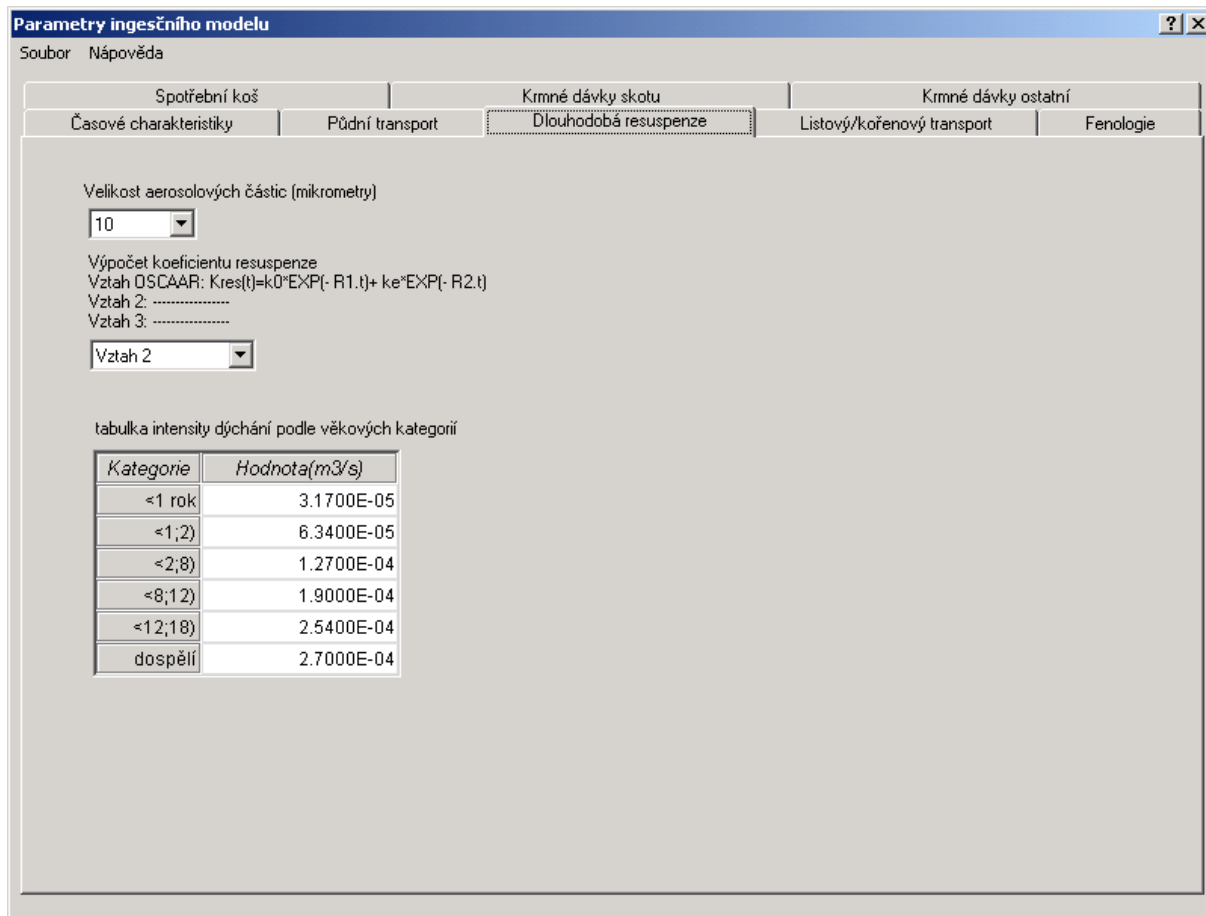 Parametry ingesčního modelu
Soubor Nápověda
Spotřební koš Krmné dávky skotu Krmné dávky ostatní
Časové charakteristiky Půdní transport Dlouhodobá resuspenze Listový/kořenový transport Fenologie
Velikost aerosolových částic (mikrometry)
10
Výpočet koeficientu resuspenze
Vztah OSCAAR: Kres(t)=k0*EXP(- R1.t)+ ke*EXP(- R2.t)
Vztah 2: -----------------
Vztah 3: -----------------
Vztah 2
tabulka intensity dýchání podle věkových kategorií
Kategorie Hodnota(m3/s)
<1 rok 3.1700E-05
<1;2) 6.3400E-05
<2;8) 1.2700E-04
<8;12) 1.9000E-04
<12;18) 2.5400E-04
dospělí 2.7000E-04